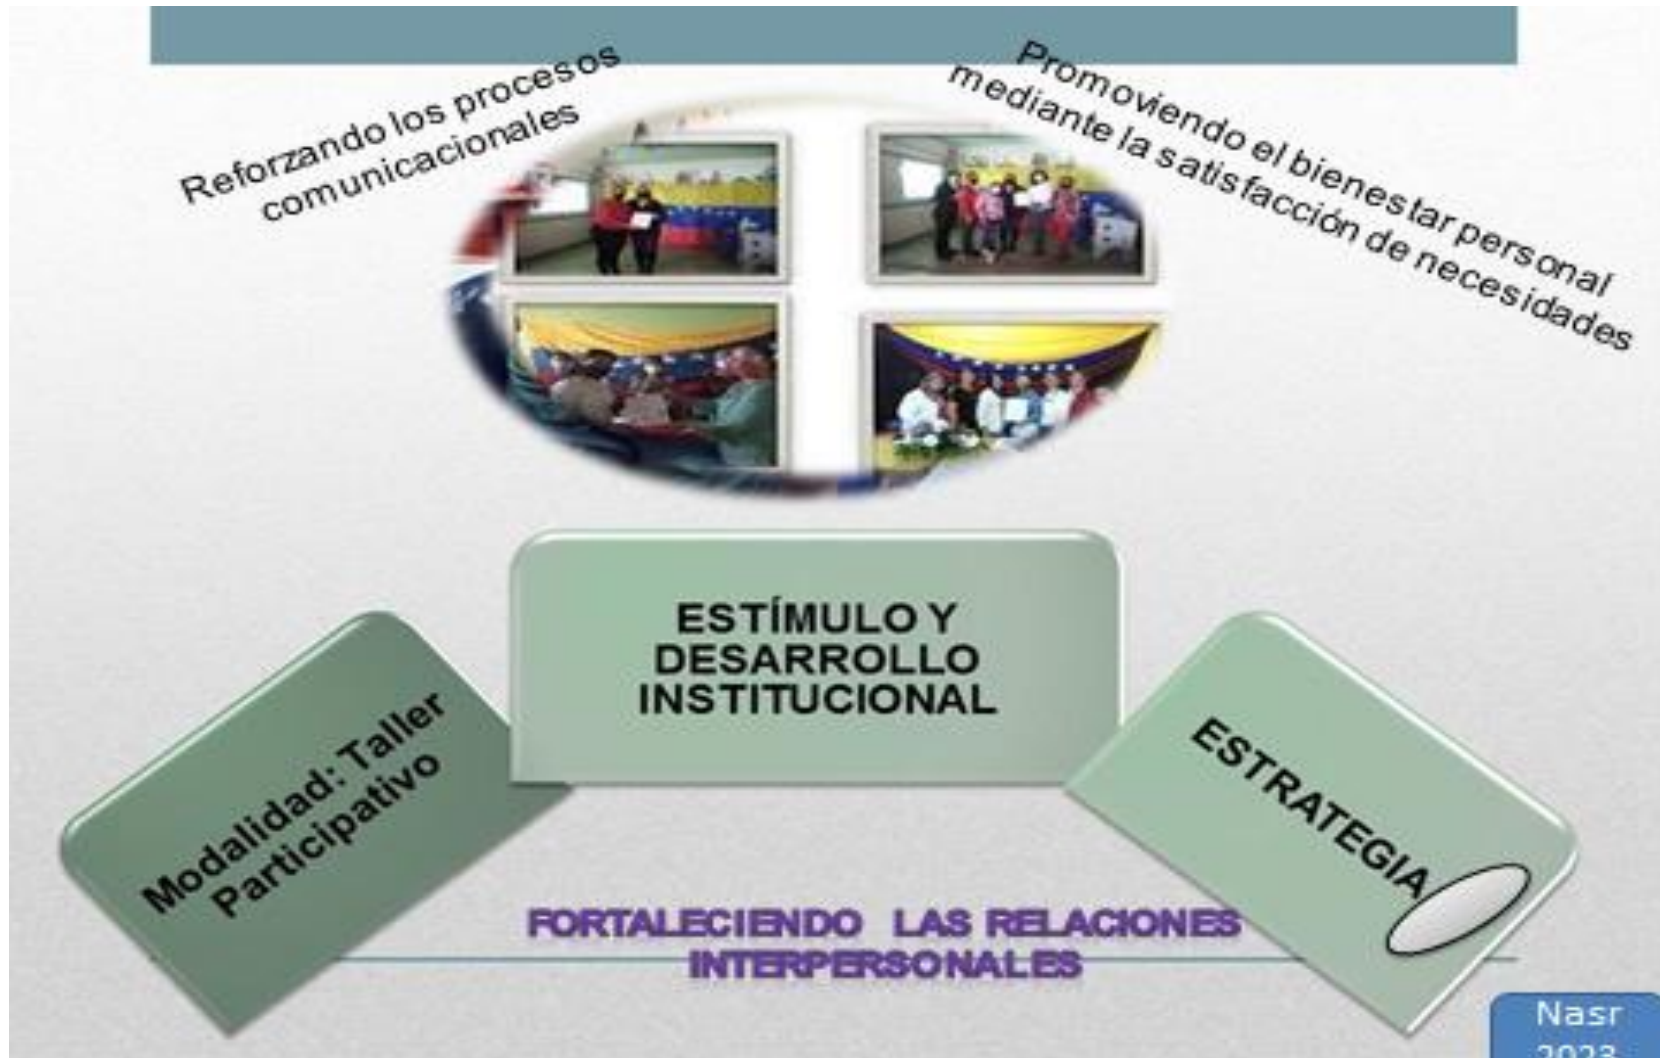 Reforzando los procesos
comunicacionales
Promoviendo el bienestar personal
mediante la satisfacción de necesidades
ESTÍMULO Y
DESARROLLO
INSTITUCIONAL
Modalidad: Taller
Participativo
ESTRATEGIA
FORTALECIENDO LAS RELACIONES
INTERPERSONALES
Nasr
2023